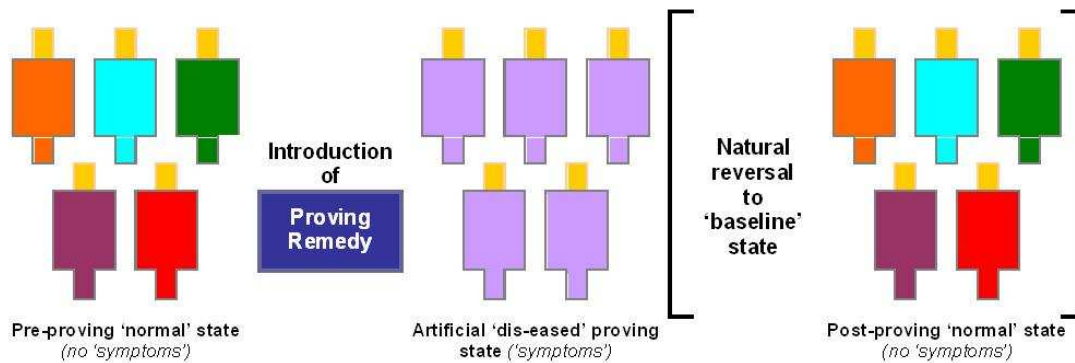 Introduction
of
Proving
Remedy
Natural
reversal
to
‘baseline’
state
Pre-proving ‘normal’ state
(no ‘symptoms’)
Artificial ‘dis-eased’ proving
state (‘symptoms’)
Post-proving ‘normal’ state
(no ‘symptoms’)